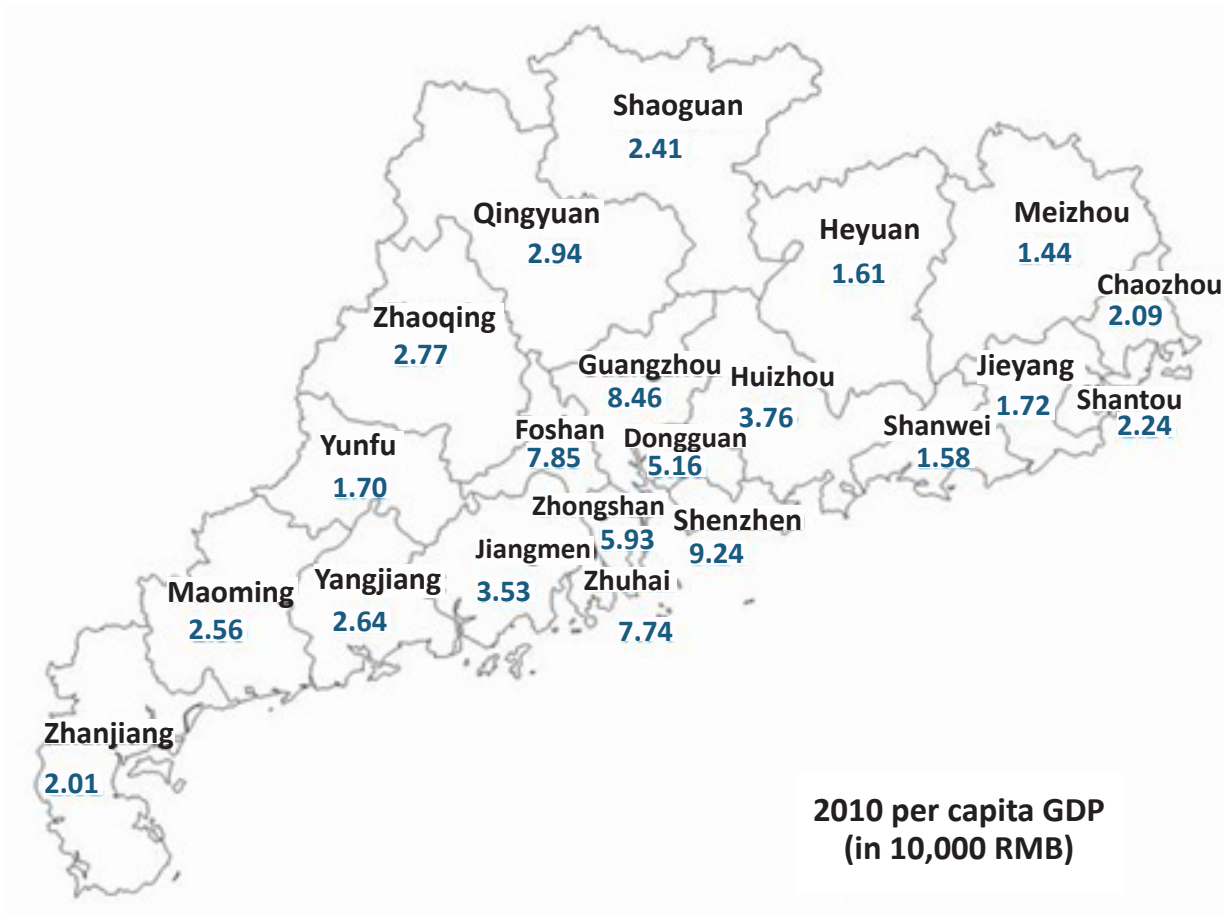 Shaoguan
2.41
Qingyuan
2.94
Heyuan
1.61
Meizhou
1.44
Chaozhou
2.09
Zhaoqing
2.77
Guangzhou
8.46
Huizhou
3.76
Jieyang
1.72
Shantou
2.24
Shanwei
1.58
Foshan
7.85
Dongguan
5.16
Yunfu
1.70
Zhongshan
5.93
Shenzhen
9.24
Jiangmen
3.53
Zhuhai
7.74
Yangjiang
2.64
Maoming
2.56
Zhanjiang
2.01
2010 per capita GDP
(in 10,000 RMB)